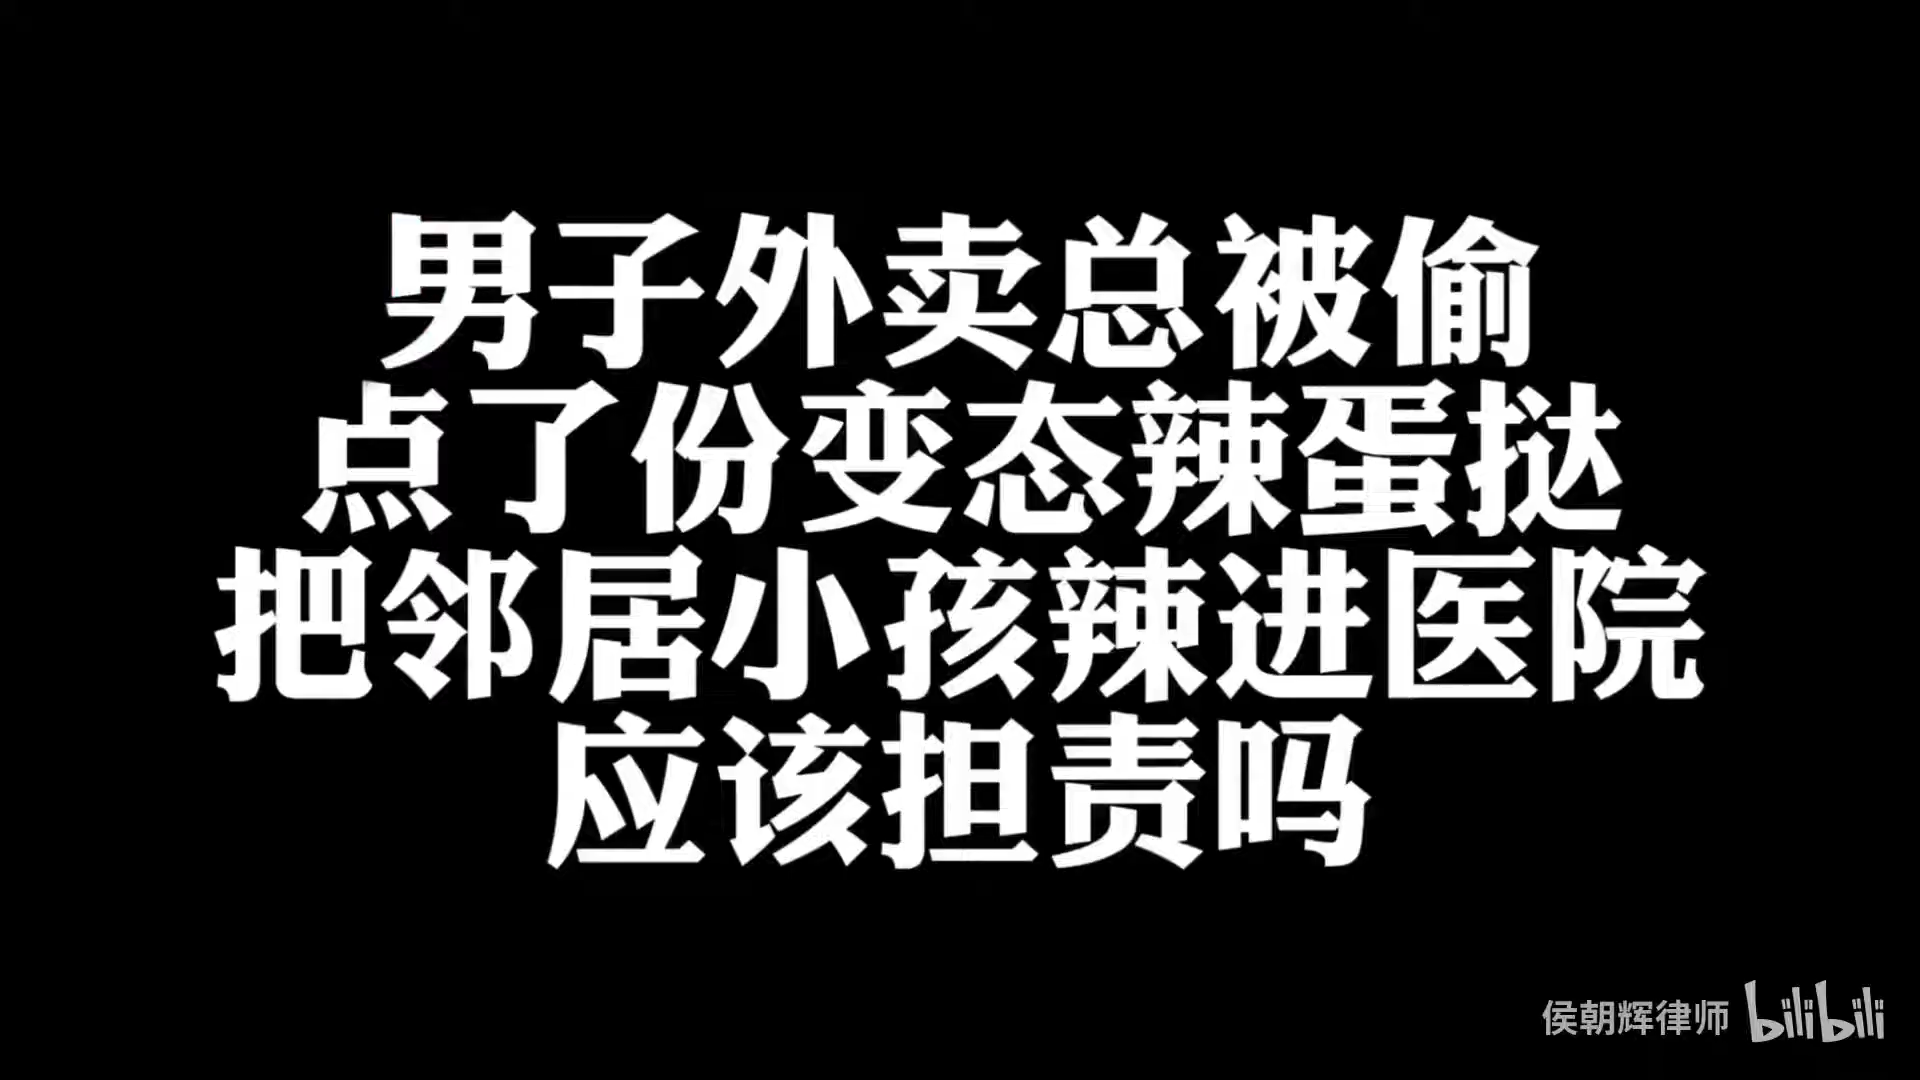 男子外卖总被偷
点了份变态辣蛋挞
把邻居小孩辣进医院
应该担责吗
侯朝辉律师 bilibili